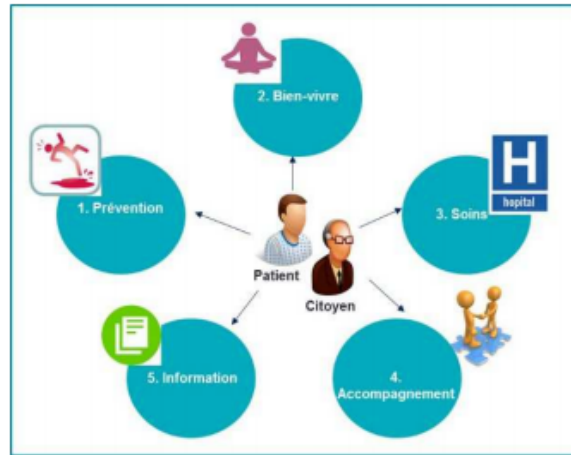 2. Bien-vivre
1. Prévention
H
hopital
3. Soins
Patient
Citoyen
5. Information
4.
Accompagnement